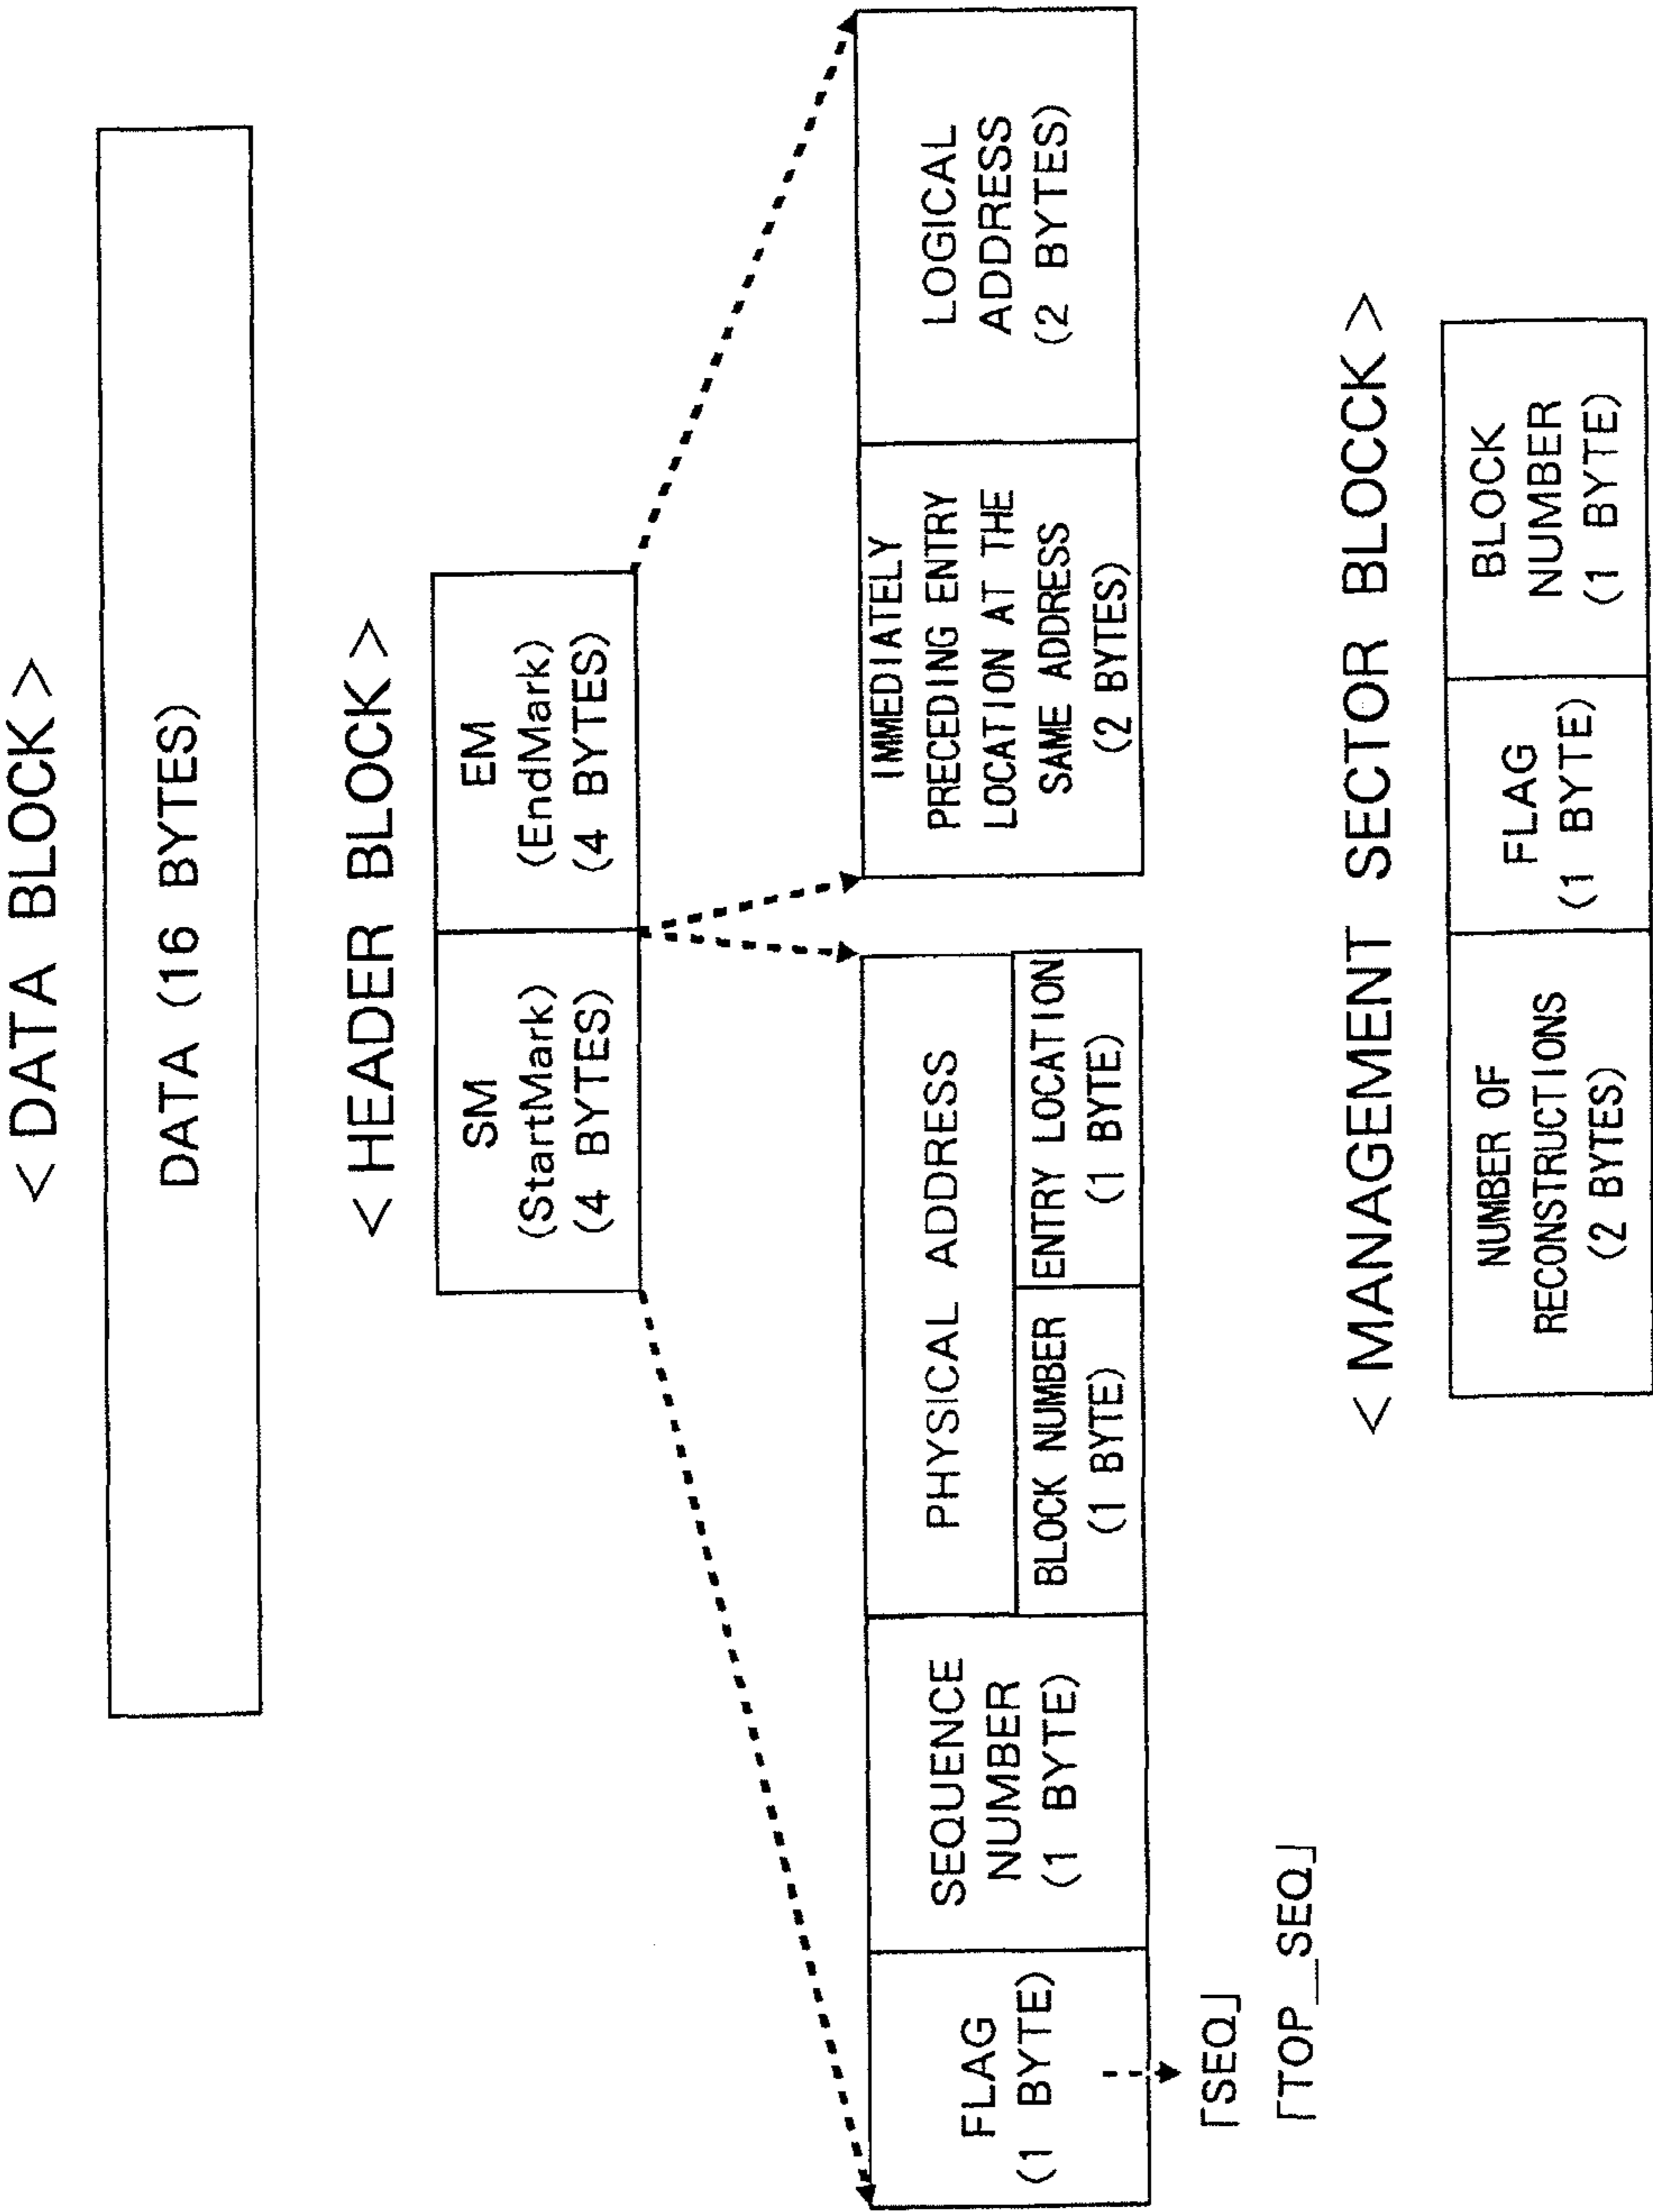 <DATA BLOCK>
DATA (16 BYTES)
<HEADER BLOCK>
SM
(StartMark)
(4 BYTES)
EM
(EndMark)
(4 BYTES)
FLAG
(1 BYTE)
SEQUENCE
NUMBER
(1 BYTE)
PHYSICAL ADDRESS
BLOCK NUMBER
(1 BYTE)
ENTRY LOCATION
(1 BYTE)
IMMEDIATELY
PRECEDING ENTRY
LOCATION AT THE
SAME ADDRESS
(2 BYTES)
LOGICAL
ADDRESS
(2 BYTES)
「SEQ」
「TOP_SEQ」
<MANAGEMENT SECTOR BLOCCK>
NUMBER OF
RECONSTRUCTIONS
(2 BYTES)
FLAG
(1 BYTE)
BLOCK
NUMBER
(1 BYTE)